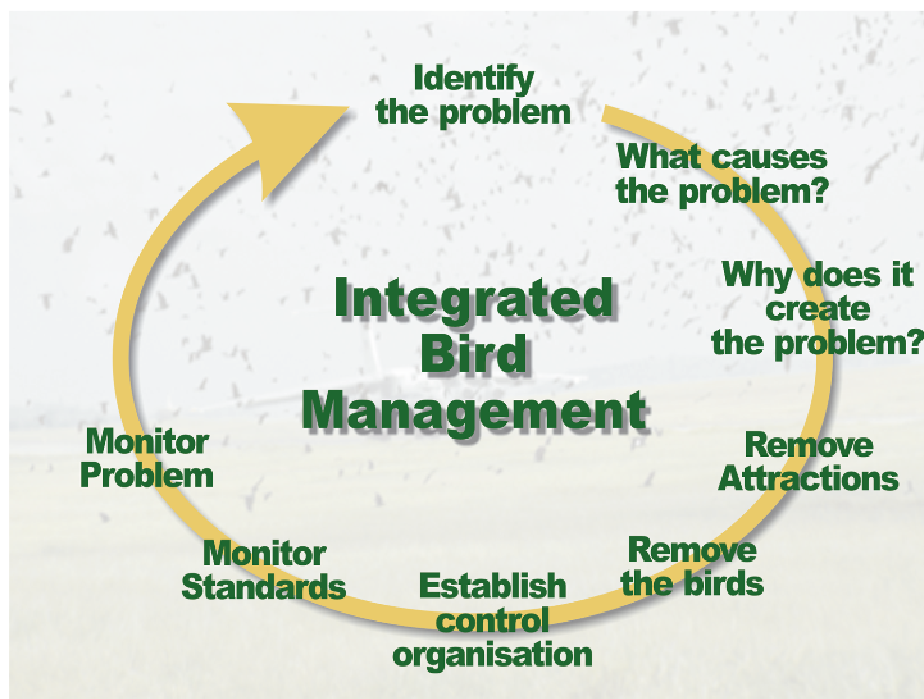 Identify
the problem
What causes
the problem?
Why does it
create
the problem?
Integrated
Bird
Management
Remove
Attractions
Remove
the birds
Establish
control
organisation
Monitor
Standards
Monitor
Problem